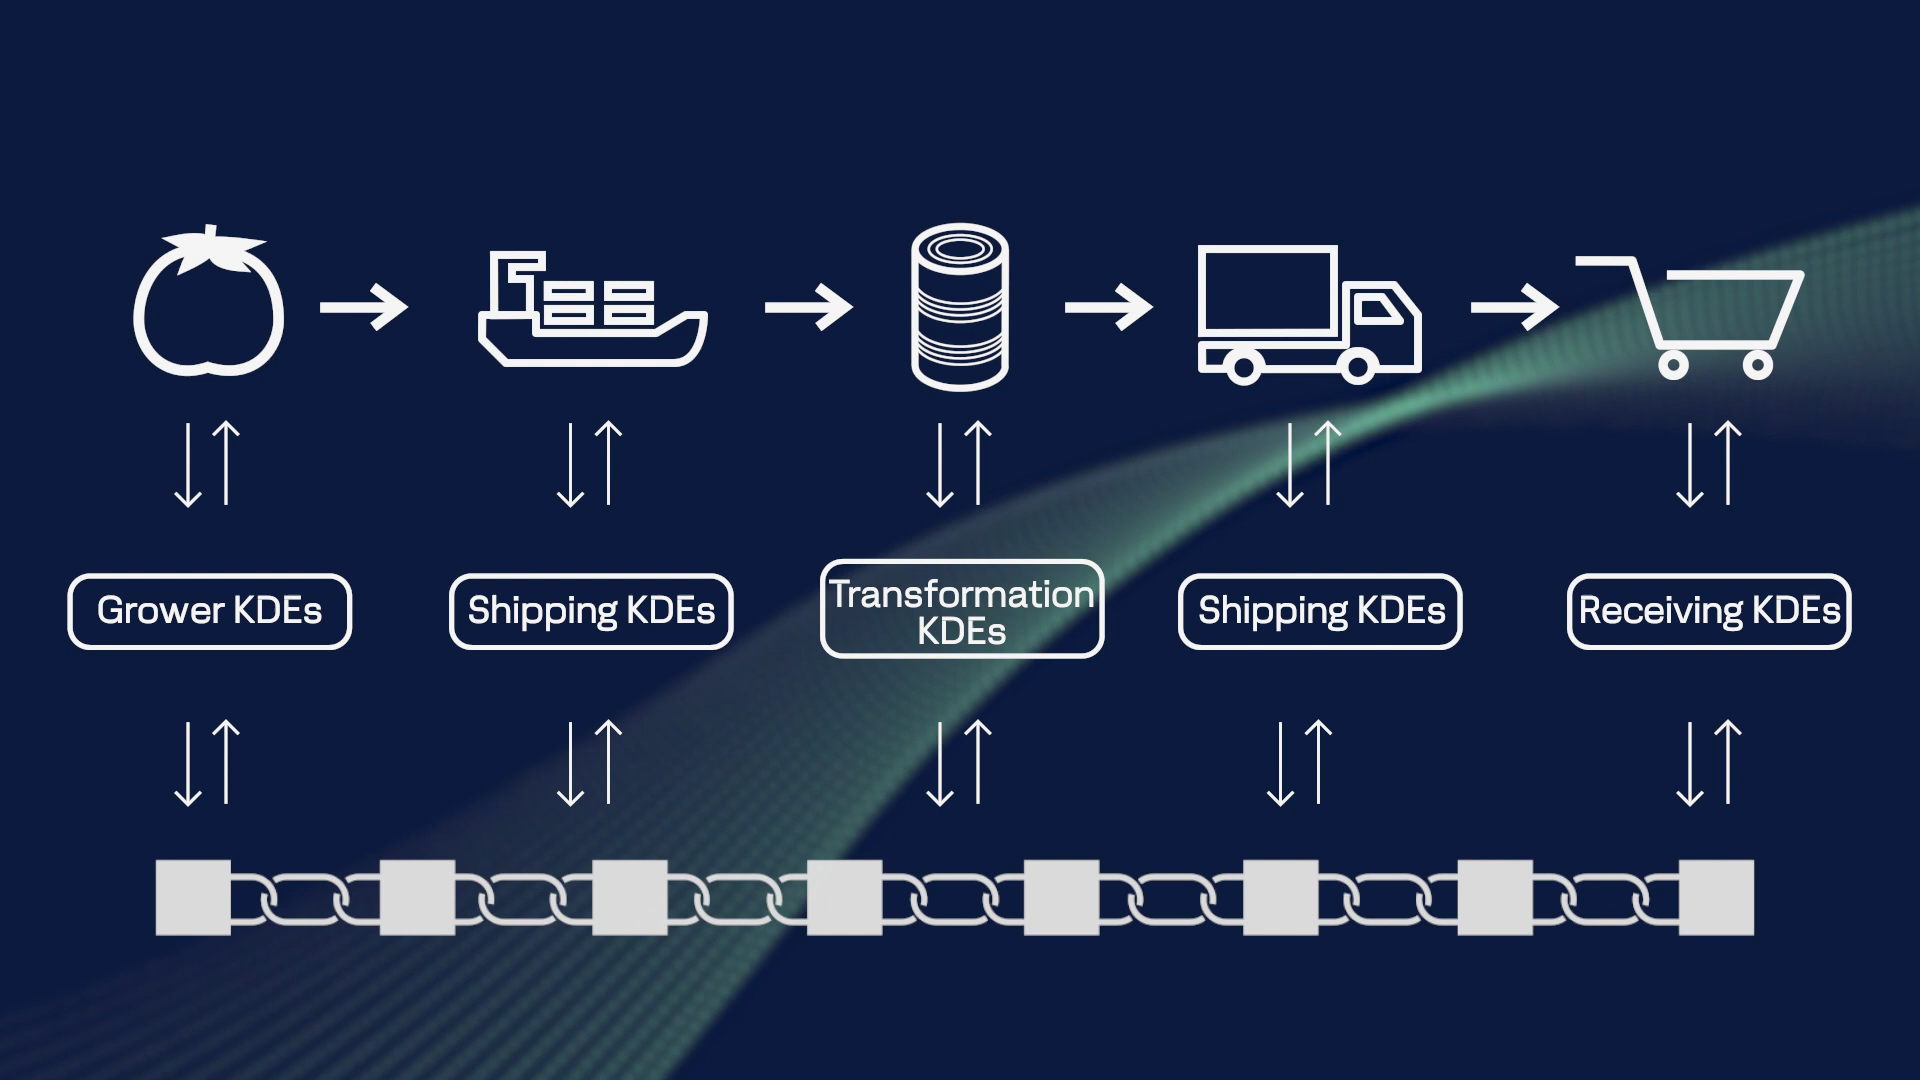 Grower KDEs
Shipping KDEs
Transformation
KDEs
Shipping KDEs
Receiving KDEs